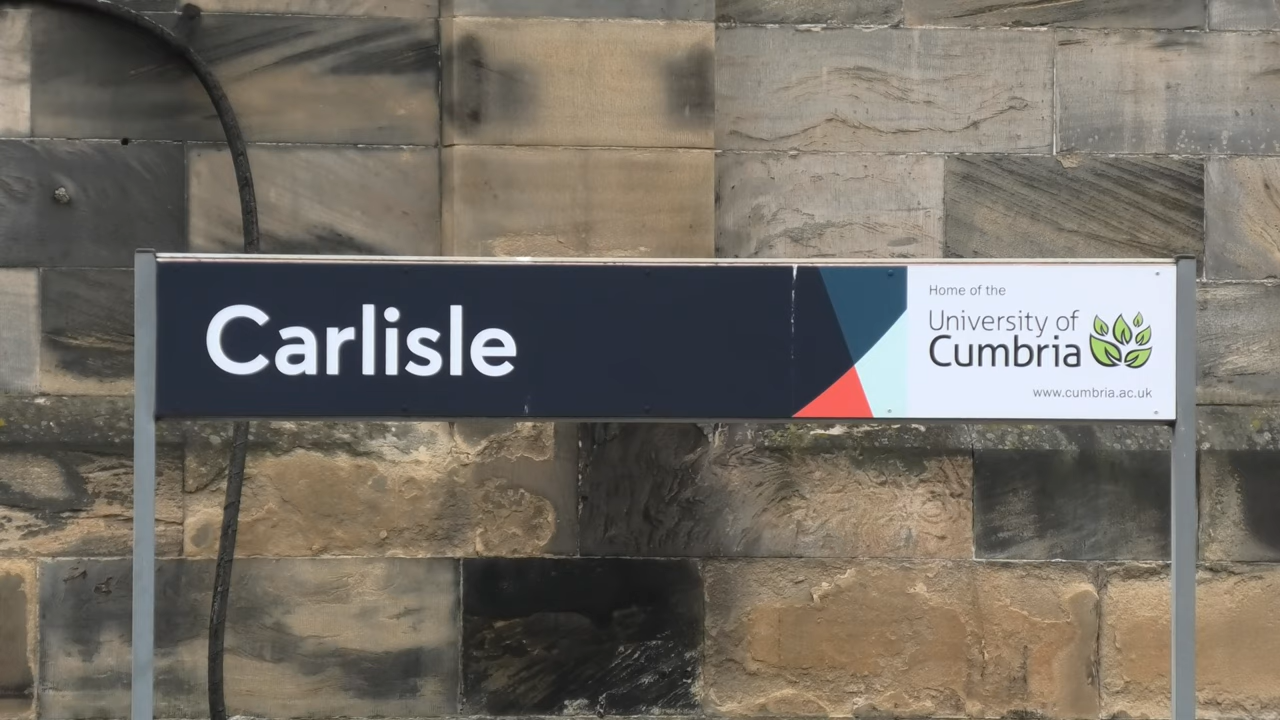 Carlisle
Home of the
University of
Cumbria
www.cumbria.ac.uk